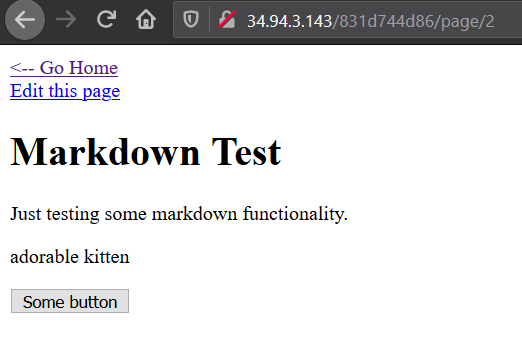 34.94.3.143/831d744d86/page/2
<-- Go Home
Edit this page
Markdown Test
Just testing some markdown functionality.
adorable kitten
Some button